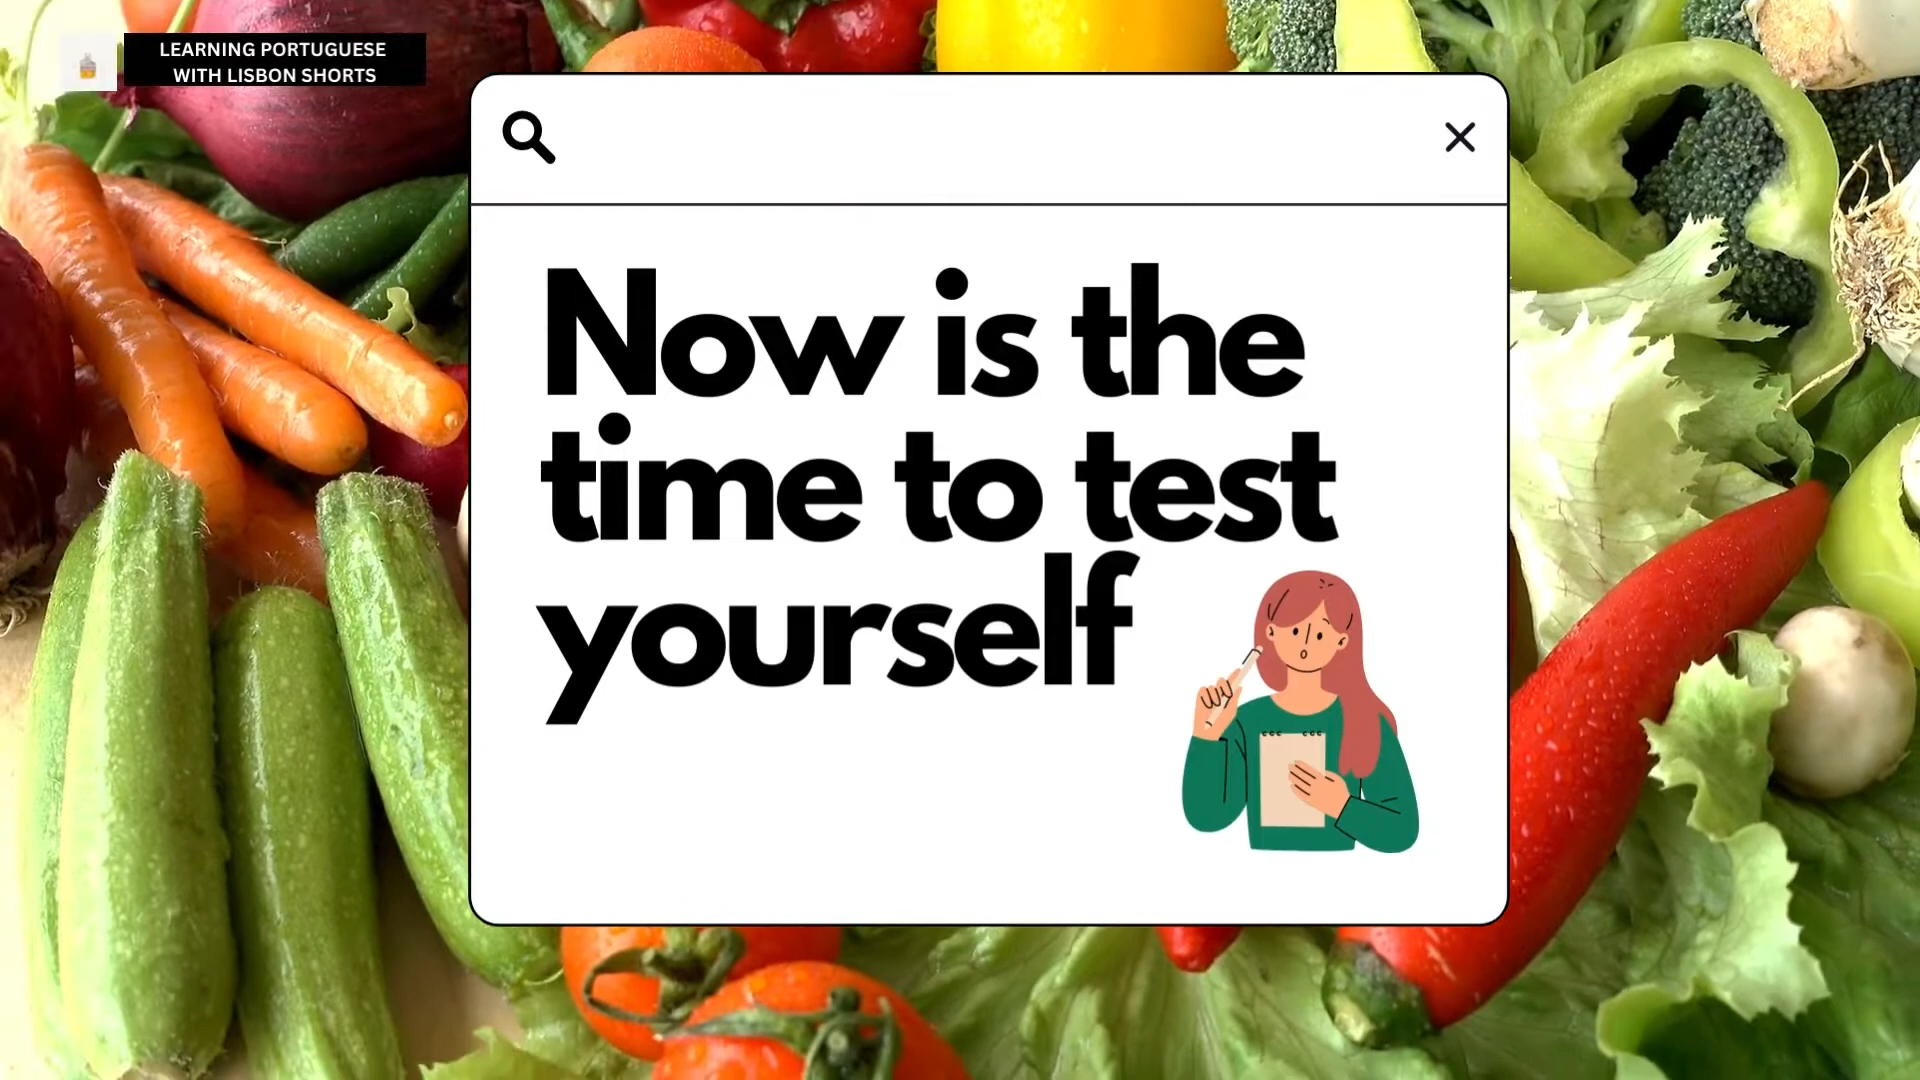 LEARNING PORTUGUESE
WITH LISBON SHORTS
Now is the
time to test
yourself